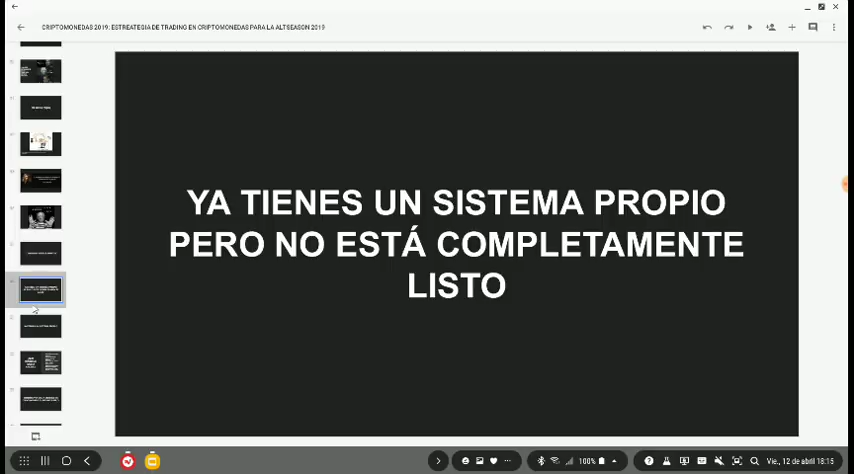 CRIPTOMONEDAS 2019: ESTREATEGIA DE TRADING EN CRIPTOMONEDAS PARA LA ALTSEASON 2019
YA TIENES UN SISTEMA PROPIO
PERO NO ESTÁ COMPLETAMENTE
LISTO
100%
Vie., 12 de abril 18:15